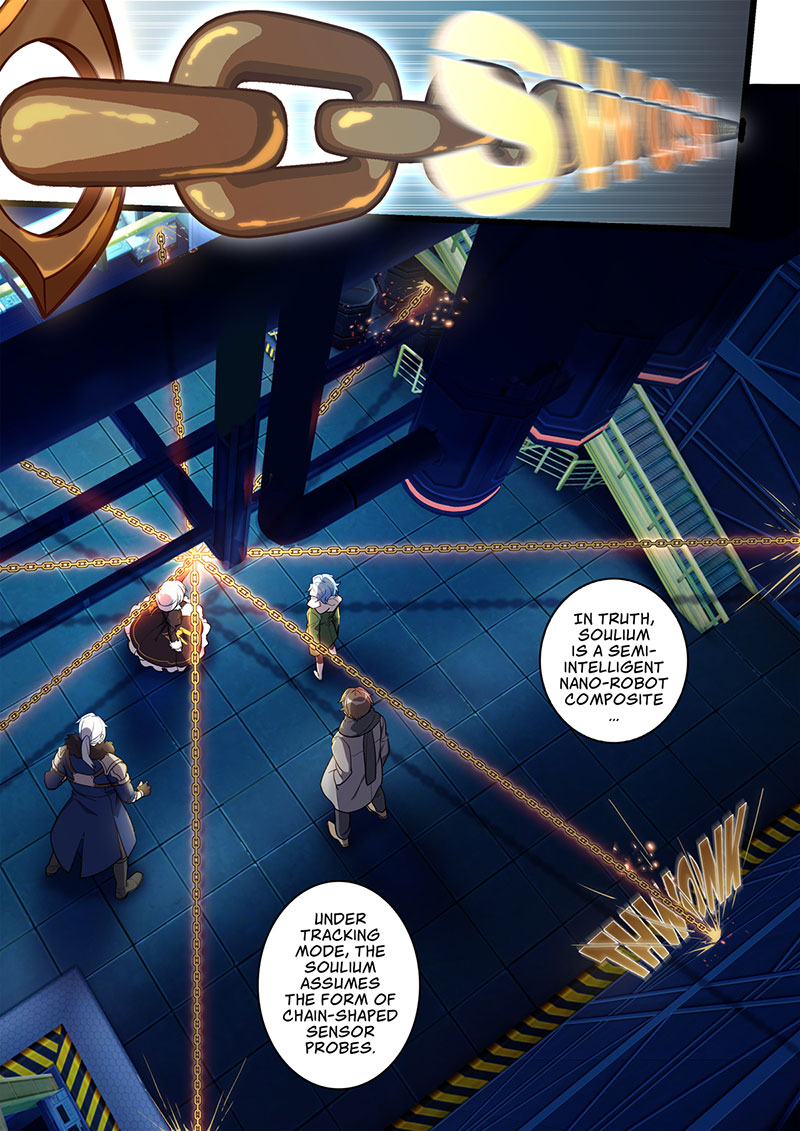 SWISH
IN TRUTH,
SOULIUM
IS A SEMI-
INTELLIGENT
NANO-ROBOT
COMPOSITE
...
THWONK
UNDER
TRACKING
MODE, THE
SOULIUM
ASSUMES
THE FORM OF
CHAIN-SHAPED
SENSOR
PROBES.